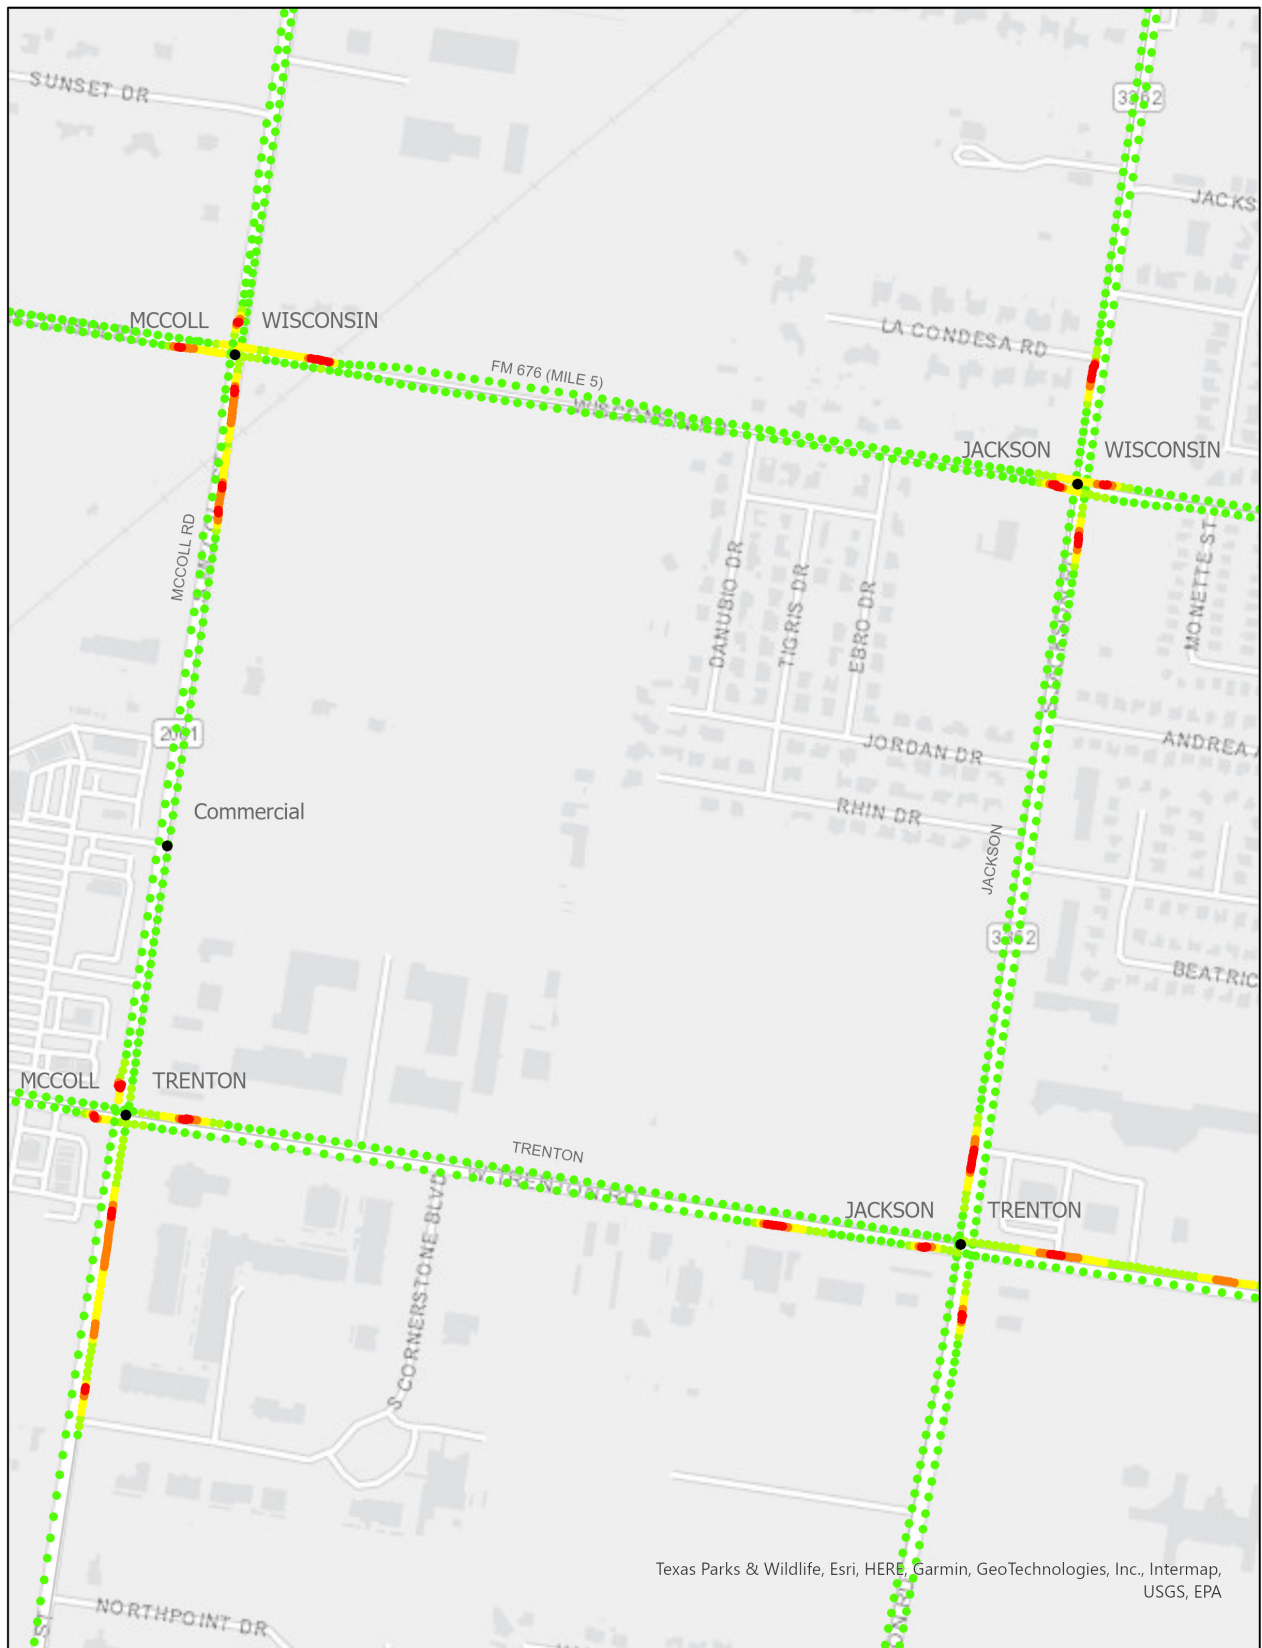 SUNSET DR
3362
JACKS
MCCOLL
WISCONSIN
LA CONDESA RD
FM 676 (MILE 5)
JACKSON
WISCONSIN
MCCOLL RD
DANUBIO DR
TIGRIS DR
EBRO DR
MONETTE ST
2061
JORDAN DR
ANDREA A
Commercial
RHIN DR
JACKSON
3362
BEATRIC
MCCOLL
TRENTON
TRENTON
W TRENTON RD
JACKSON
TRENTON
S CORNERSTONE BLVD
Texas Parks & Wildlife, Esri, HERE, Garmin, GeoTechnologies, Inc., Intermap,
USGS, EPA
NORTHPOINT DR